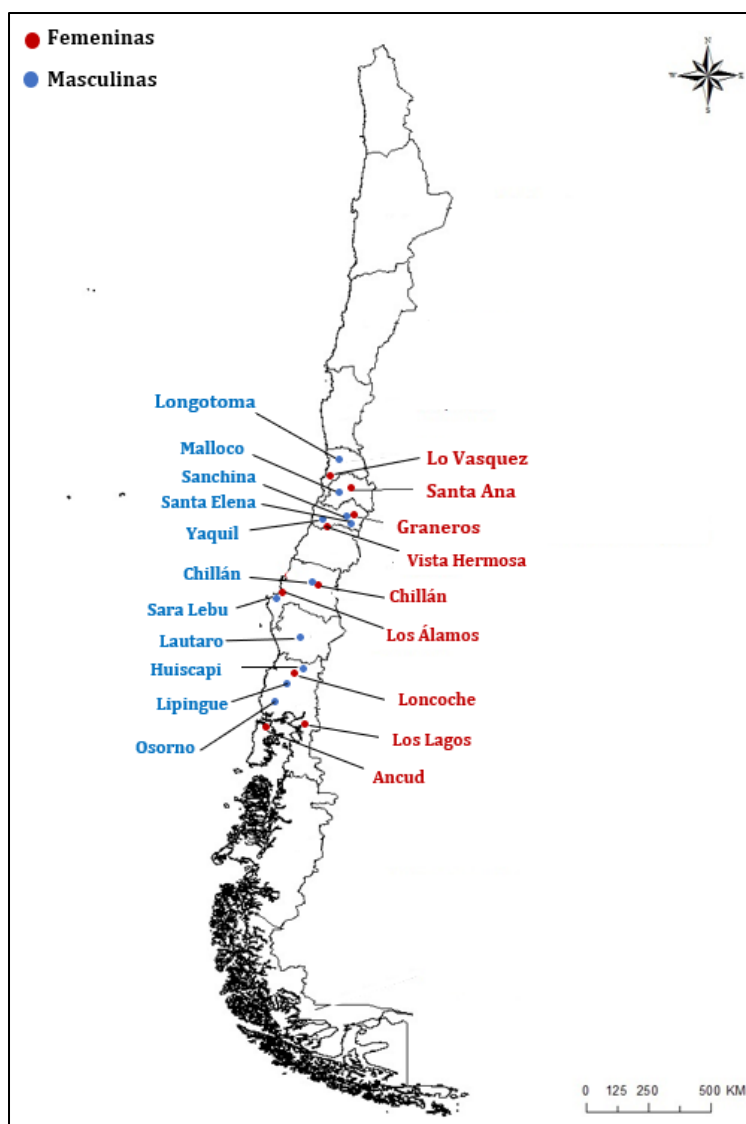 Femeninas
Masculinas
N
W
E
S
Longotoma
Malloco
Lo Vasquez
Sanchina
Santa Ana
Santa Elena
Graneros
Yaquil
Vista Hermosa
Chillán
Chillán
Sara Lebu
Los Álamos
Lautaro
Huiscapi
Loncoche
Lipingue
Los Lagos
Osorno
Ancud
0 125 250 500 KM